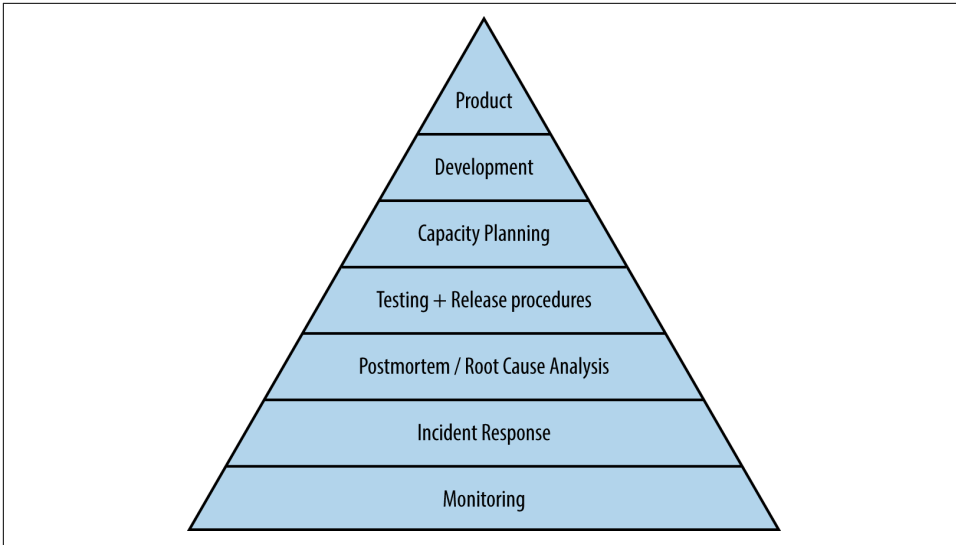 Product
Development
Capacity Planning
Testing + Release procedures
Postmortem / Root Cause Analysis
Incident Response
Monitoring